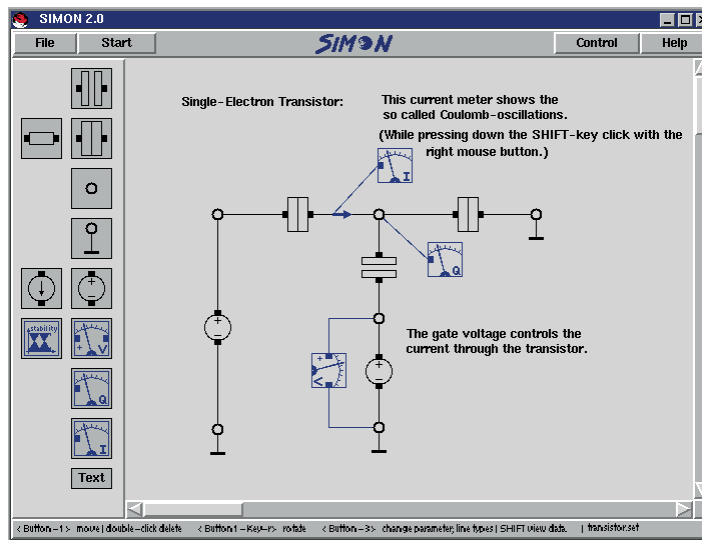 SIMON 2.0
File Start SIMON Control Help
Single-Electron Transistor:
This current meter shows the
so called Coulomb-oscillations.
(While pressing down the SHIFT-key click with the
right mouse button.)
I
Q
The gate voltage controls the
current through the transistor.
V
stability
V
Q
I
Text
<Button-1> move | double-click delete <Button1-Key-r> rotate <Button-3> change parameter, line types | SHIFT view data. | transistor.set